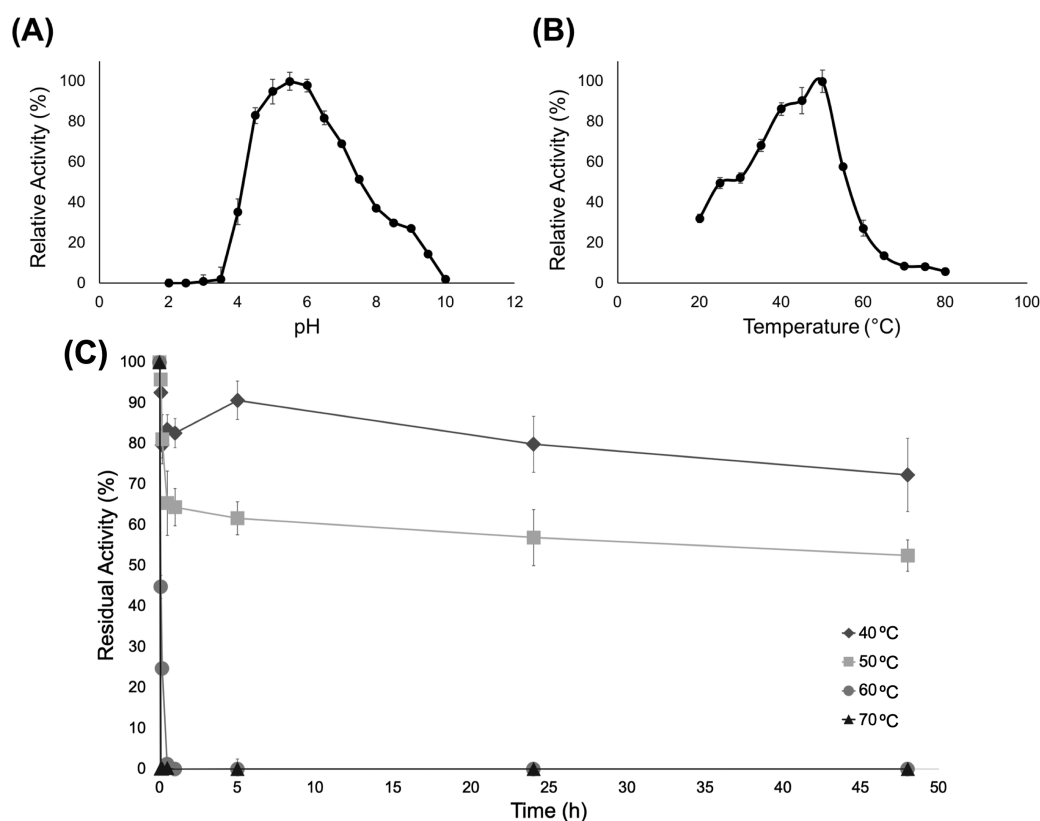 (A)
Relative Activity (%)
100
80
60
40
20
0
0 2 4 6 8 10 12
pH
(B)
Relative Activity (%)
100
80
60
40
20
0
0 20 40 60 80 100
Temperature (°C)
(C)
Residual Activity (%)
100
90
80
70
60
50
40
30
20
10
0
0 5 10 15 20 25 30 35 40 45 50
Time (h)
40 ºC
50 ºC
60 ºC
70 ºC